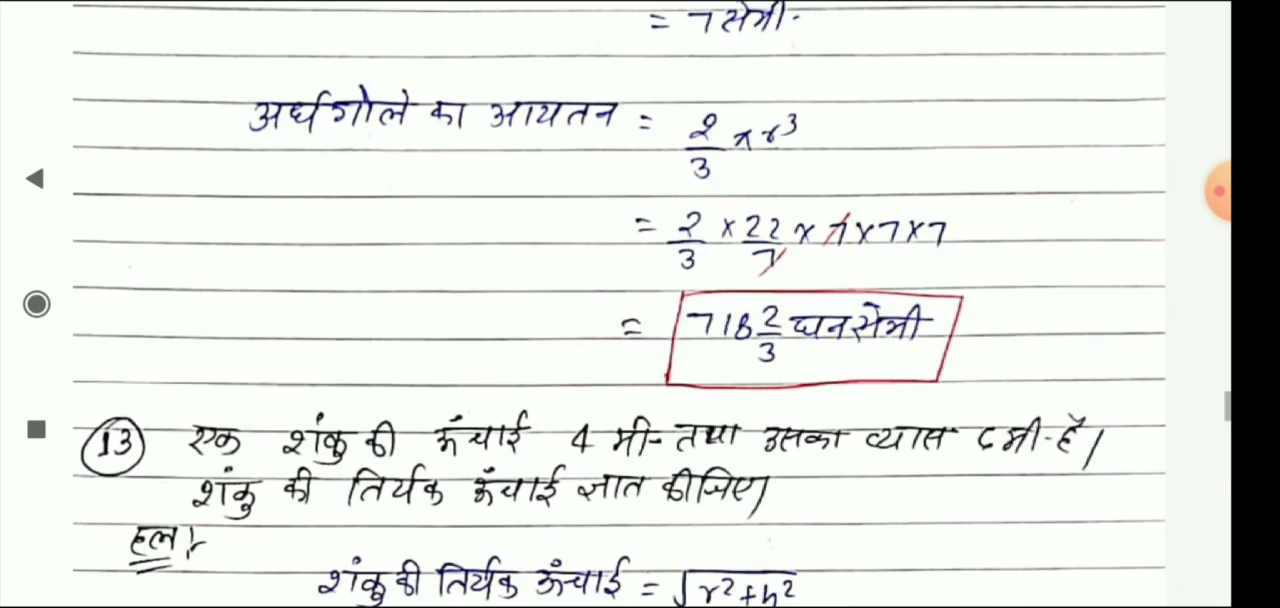 = 7 सेमी.
अर्धगोले का आयतन = 2/3 πr³
= 2/3 × 22/7 × 7 × 7 × 7
= 718 2/3 घन सेमी
(13) एक शंकु की ऊँचाई 4 मी- तथा उसका व्यास 6 मी- है।
शंकु की तिर्यक ऊँचाई ज्ञात कीजिए।
हल :-
शंकु की तिर्यक ऊँचाई = √r²+h²